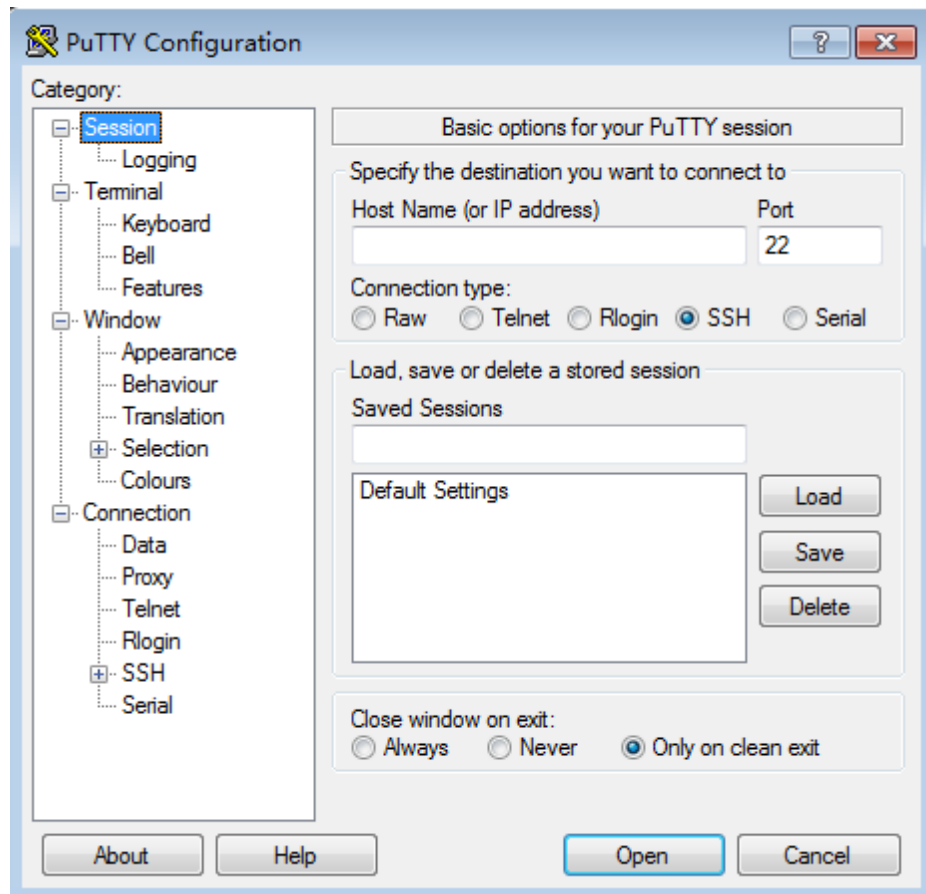 PuTTY Configuration
Category:
Session
Logging
Terminal
Keyboard
Bell
Features
Window
Appearance
Behaviour
Translation
Selection
Colours
Connection
Data
Proxy
Telnet
Rlogin
SSH
Serial
Basic options for your PuTTY session
Specify the destination you want to connect to
Host Name (or IP address) Port
22
Connection type:
Raw Telnet Rlogin SSH Serial
Load, save or delete a stored session
Saved Sessions
Default Settings
Load
Save
Delete
Close window on exit:
Always Never Only on clean exit
About Help Open Cancel